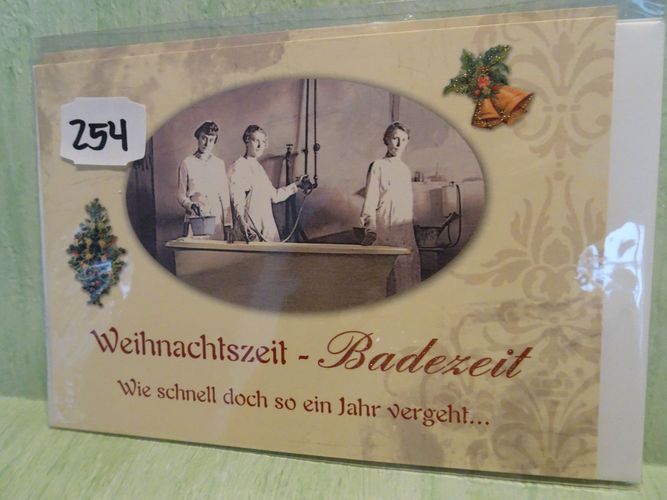 254
Weihnachtszeit - Badezeit
Wie schnell doch so ein Jahr vergeht...